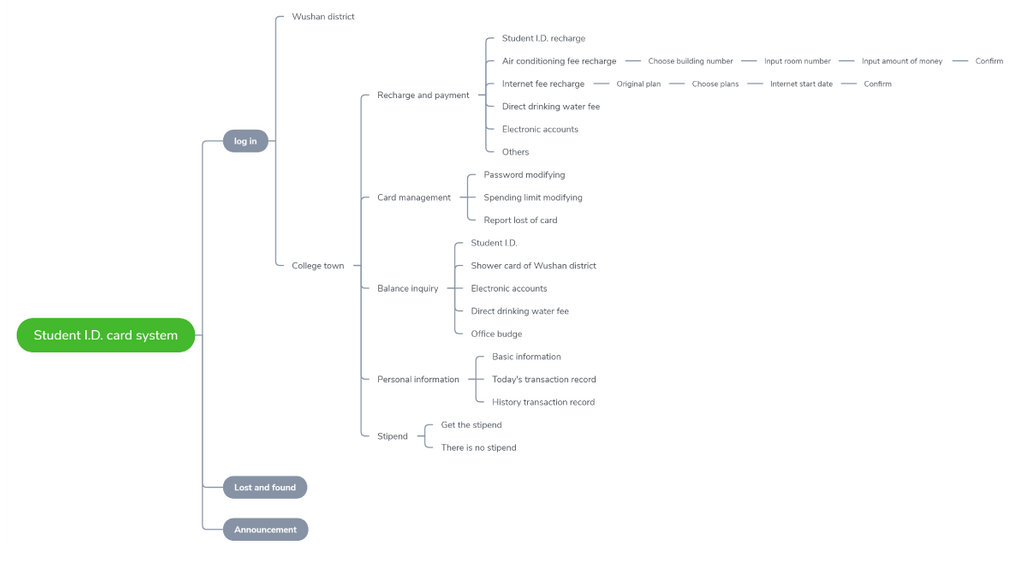 Wushan district
Student I.D. recharge
Air conditioning fee recharge
Choose building number
Input room number
Input amount of money
Confirm
Internet fee recharge
Original plan
Choose plans
Internet start date
Confirm
Recharge and payment
Direct drinking water fee
Electronic accounts
log in
Others
Password modifying
Card management
Spending limit modifying
Report lost of card
Student I.D.
College town
Shower card of Wushan district
Balance inquiry
Electronic accounts
Direct drinking water fee
Student I.D. card system
Office budget
Basic information
Personal information
Today's transaction record
History transaction record
Get the stipend
Stipend
There is no stipend
Lost and found
Announcement